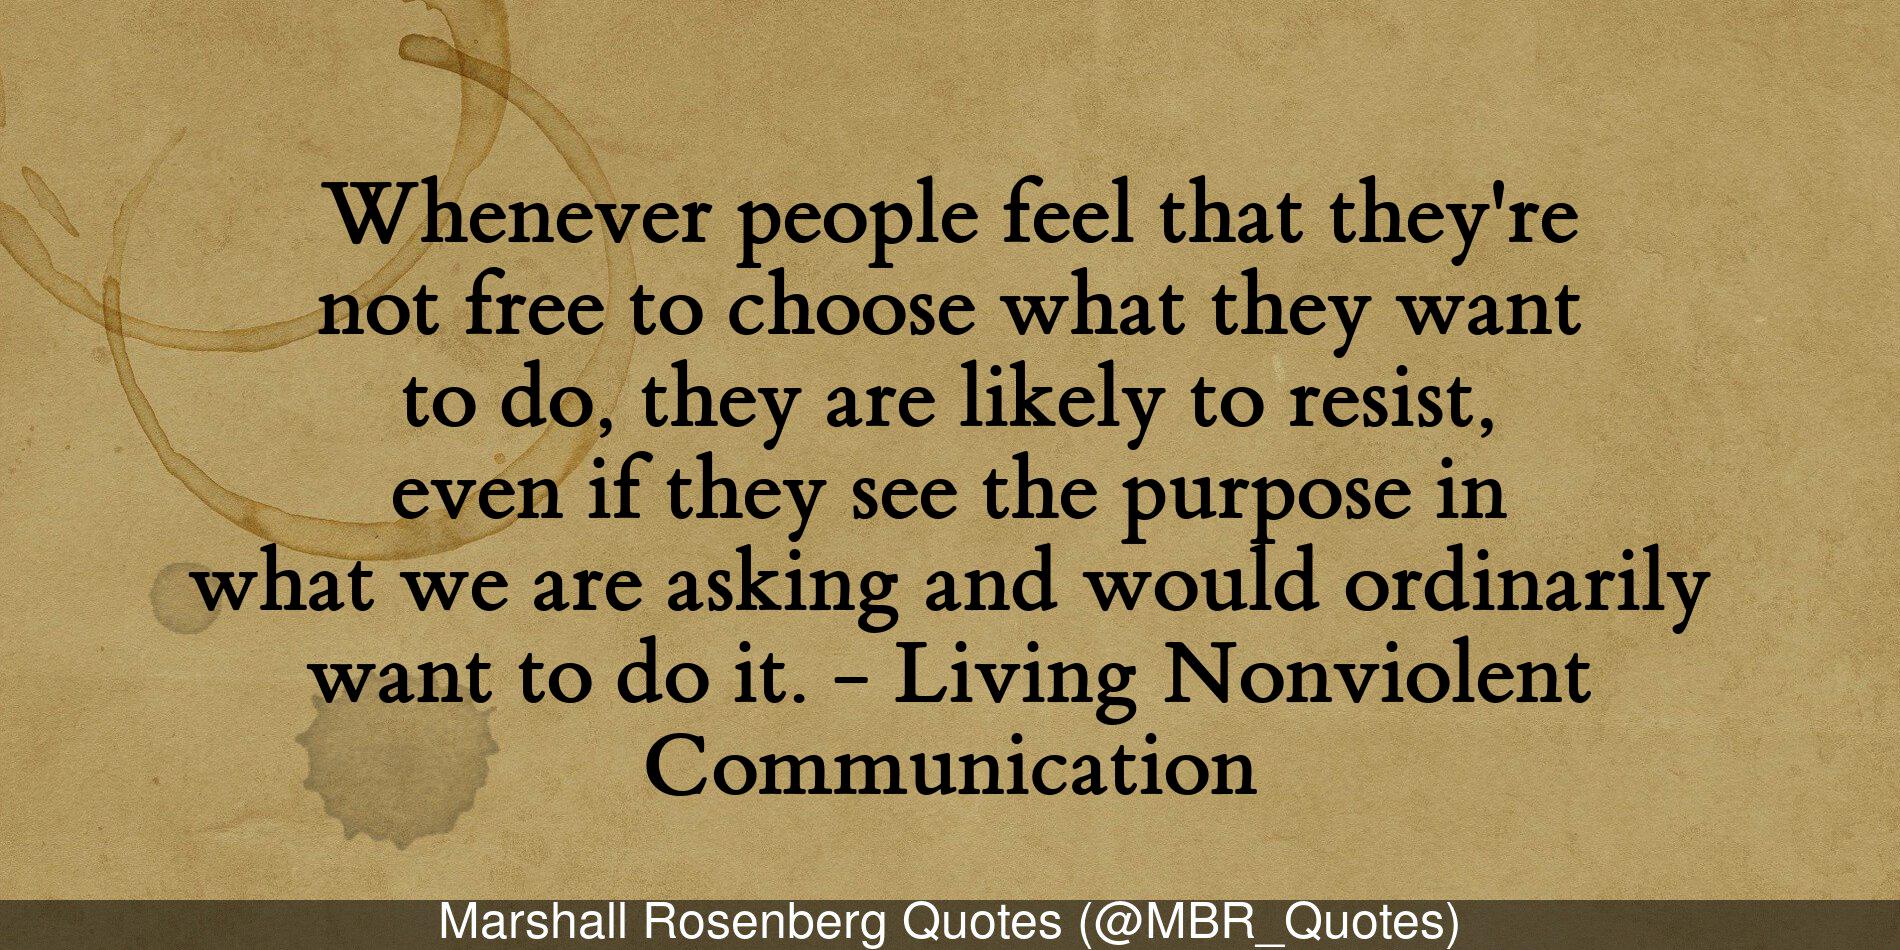 Whenever people feel that they're
not free to choose what they want
to do, they are likely to resist,
even if they see the purpose in
what we are asking and would ordinarily
want to do it. - Living Nonviolent
Communication
Marshall Rosenberg Quotes (@MBR_Quotes)